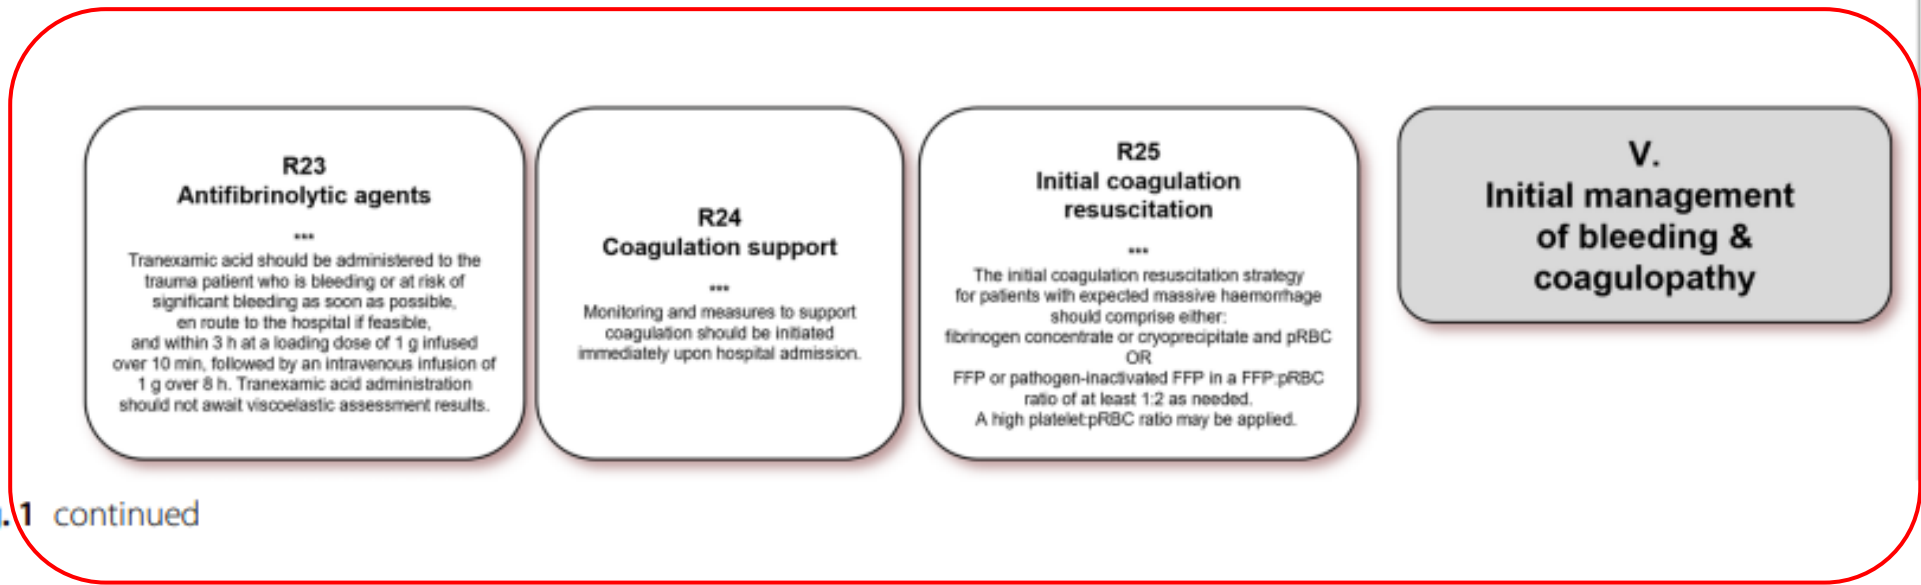 R23
Antifibrinolytic agents
...
Tranexamic acid should be administered to the
trauma patient who is bleeding or at risk of
significant bleeding as soon as possible,
en route to the hospital if feasible,
and within 3 h at a loading dose of 1 g infused
over 10 min, followed by an intravenous infusion of
1 g over 8 h. Tranexamic acid administration
should not await viscoelastic assessment results.
R24
Coagulation support
...
Monitoring and measures to support
coagulation should be initiated
immediately upon hospital admission.
R25
Initial coagulation
resuscitation
...
The initial coagulation resuscitation strategy
for patients with expected massive haemorrhage
should comprise either:
fibrinogen concentrate or cryoprecipitate and pRBC
OR
FFP or pathogen-inactivated FFP in a FFP:pRBC
ratio of at least 1:2 as needed.
A high platelet:pRBC ratio may be applied.
V.
Initial management
of bleeding &
coagulopathy
. 1 continued